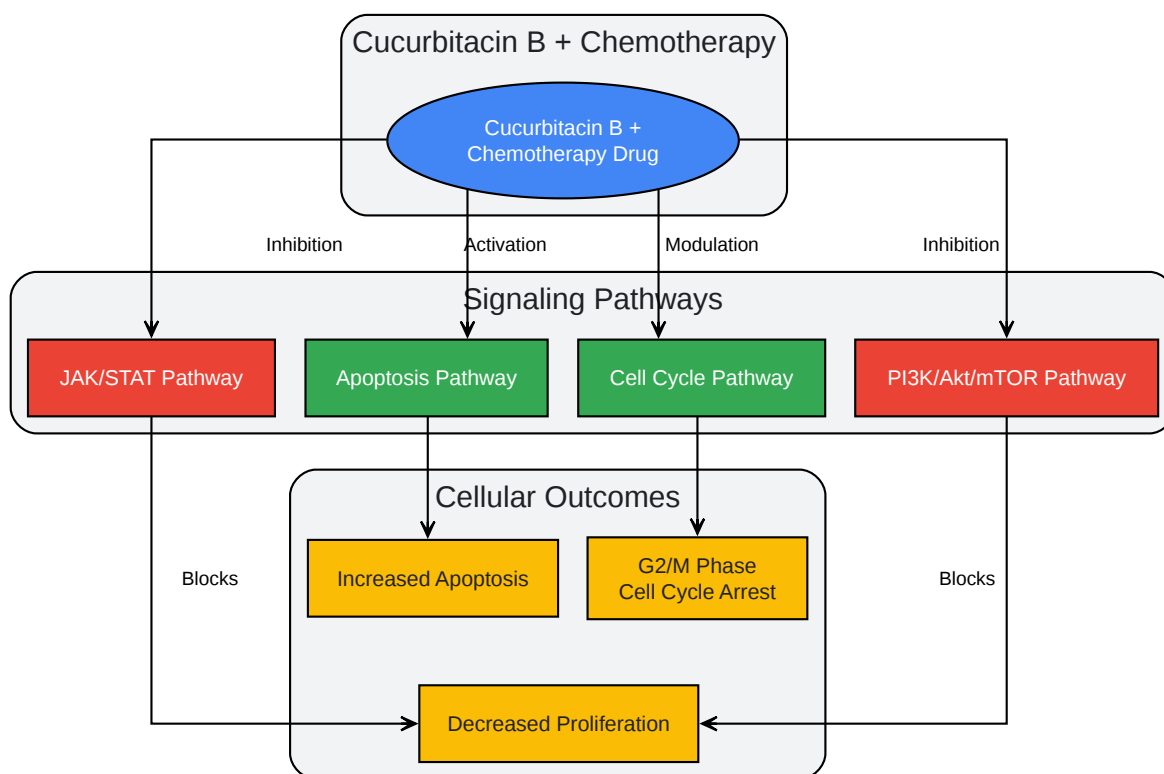 Cucurbitacin B + Chemotherapy
Cucurbitacin B +
Chemotherapy Drug
Inhibition
Activation
Modulation
Inhibition
Signaling Pathways
JAK/STAT Pathway
Apoptosis Pathway
Cell Cycle Pathway
PI3K/Akt/mTOR Pathway
Cellular Outcomes
Blocks
Increased Apoptosis
G2/M Phase
Cell Cycle Arrest
Blocks
Decreased Proliferation